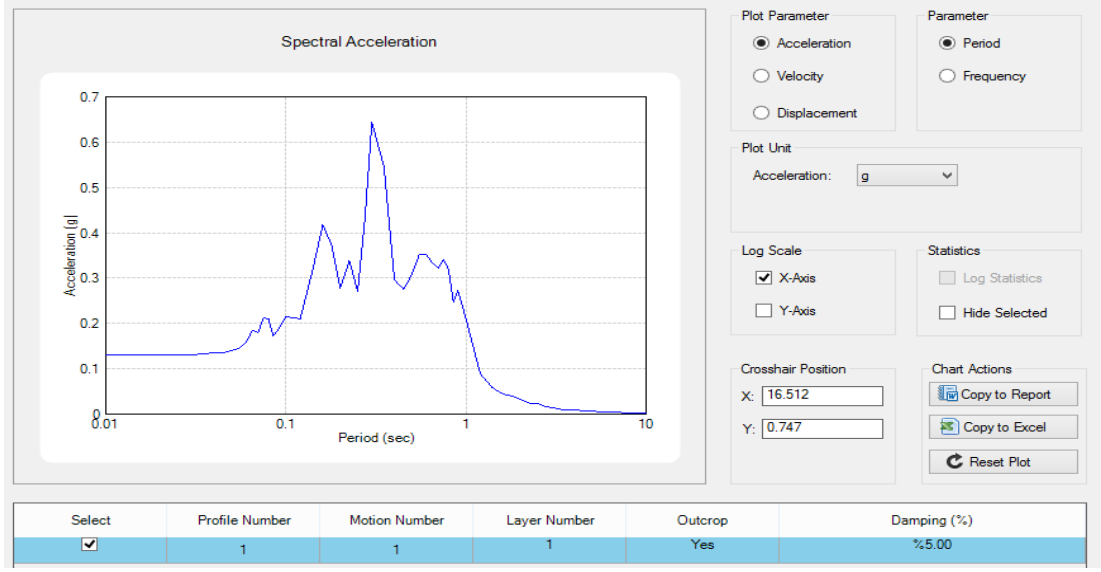 Spectral Acceleration
0.7
0.6
0.5
0.4
0.3
0.2
0.1
0
Acceleration [g]
0.01
0.1
1
10
Period (sec)
Plot Parameter
Acceleration
Velocity
Displacement
Parameter
Period
Frequency
Plot Unit
Acceleration: g
Log Scale
X-Axis
Y-Axis
Statistics
Log Statistics
Hide Selected
Crosshair Position
X: 16.512
Y: 0.747
Chart Actions
Copy to Report
Copy to Excel
Reset Plot
Select Profile Number Motion Number Layer Number Outcrop Damping (%)
1 1 1 Yes %5.00